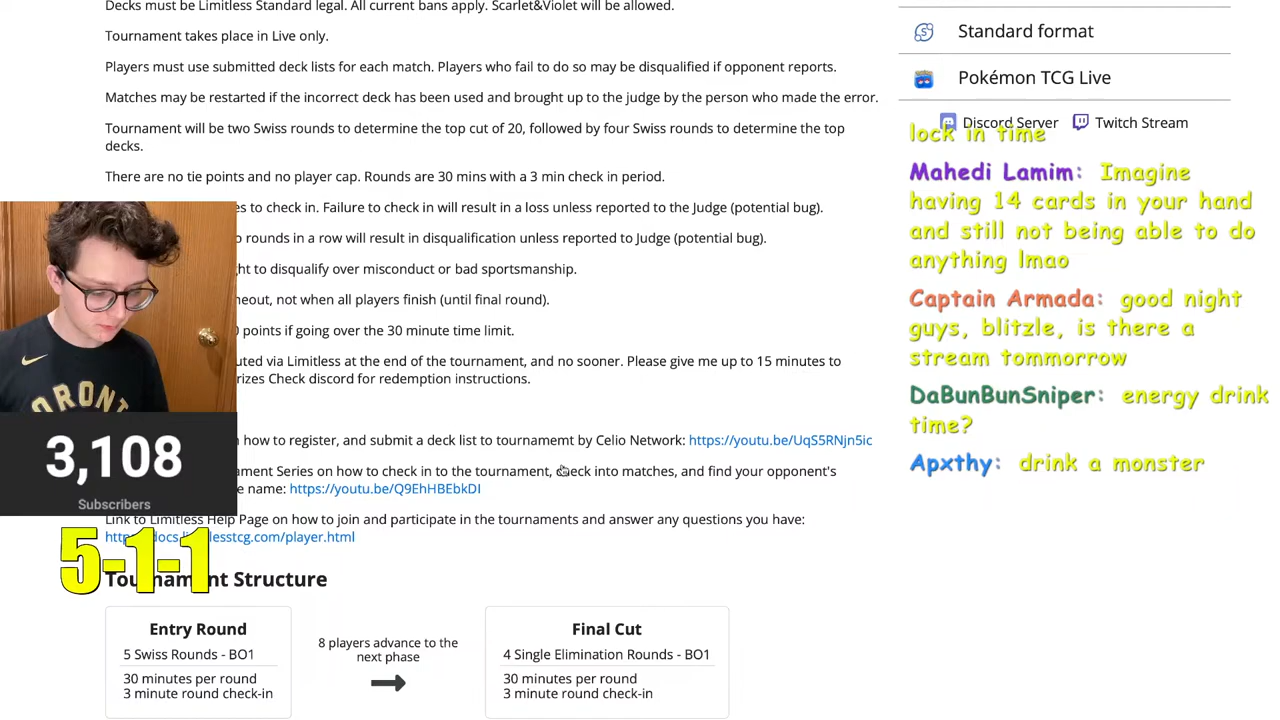 Decks must be Limitless Standard legal. All current bans apply. Scarlet&Violet will be allowed.
Tournament takes place in Live only.
Players must use submitted deck lists for each match. Players who fail to do so may be disqualified if opponent reports.
Matches may be restarted if the incorrect deck has been used and brought up to the judge by the person who made the error.
Tournament will be two Swiss rounds to determine the top cut of 20, followed by four Swiss rounds to determine the top
decks.
There are no tie points and no player cap. Rounds are 30 mins with a 3 min check in period.
es to check in. Failure to check in will result in a loss unless reported to the Judge (potential bug).
o rounds in a row will result in disqualification unless reported to Judge (potential bug).
ht to disqualify over misconduct or bad sportsmanship.
neout, not when all players finish (until final round).
0 points if going over the 30 minute time limit.
uted via Limitless at the end of the tournament, and no sooner. Please give me up to 15 minutes to
rizes Check discord for redemption instructions.
n how to register, and submit a deck list to tournamemt by Celio Network: https://youtu.be/UqS5RNjn5ic
ament Series on how to check in to the tournament, check into matches, and find your opponent's
e name: https://youtu.be/Q9EhHBEbkDI
Link to Limitless Help Page on how to join and participate in the tournaments and answer any questions you have:
lesstcg.com/player.html
Tournament Structure
Entry Round
5 Swiss Rounds - BO1
30 minutes per round
3 minute round check-in
8 players advance to the
next phase
Final Cut
4 Single Elimination Rounds - BO1
30 minutes per round
3 minute round check-in
Standard format
Pokémon TCG Live
Discord Server
Twitch Stream
lock in time
Mahedi Lamim: Imagine
having 14 cards in your hand
and still not being able to do
anything lmao
Captain Armada: good night
guys, blitzle, is there a
stream tommorrow
DaBunBunSniper: energy drink
time?
Apxthy: drink a monster
TORONTO
3,108
Subscribers
5-1-1